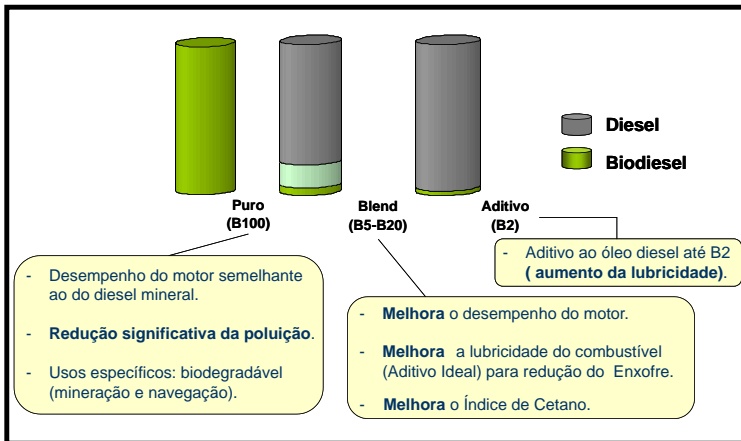 Diesel
Biodiesel
Puro
(B100)
Blend
(B5-B20)
Aditivo
(B2)
- Aditivo ao óleo diesel até B2
( aumento da lubricidade).
- Desempenho do motor semelhante
ao do diesel mineral.
- Redução significativa da poluição.
- Usos específicos: biodegradável
(mineração e navegação).
- Melhora o desempenho do motor.
- Melhora a lubricidade do combustível
(Aditivo Ideal) para redução do Enxofre.
- Melhora o Índice de Cetano.